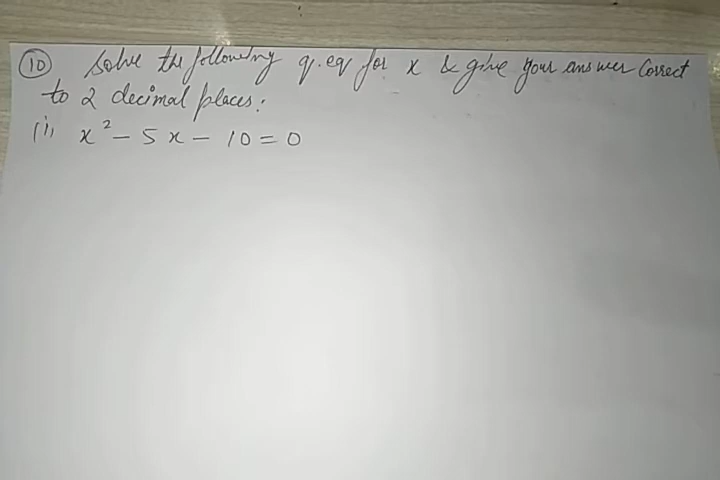 (10) Solve the following q.eq for x & give your answer correct
to 2 decimal places:
(i) x² - 5x - 10 = 0